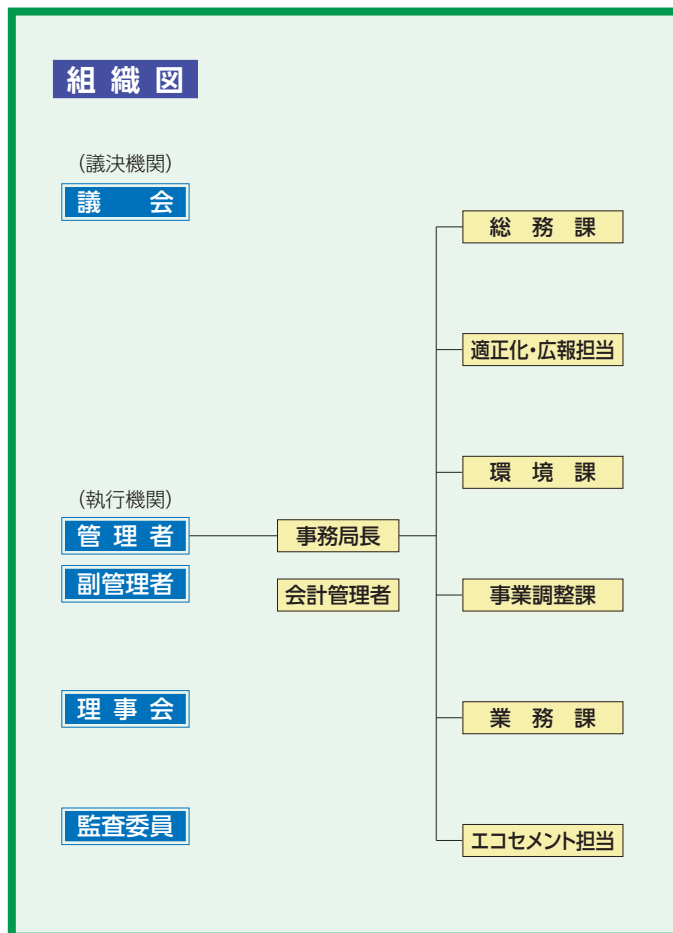 組織図
(議決機関)
議会
(執行機関)
管理者
副管理者
理事会
監査委員
事務局長
会計管理者
総務課
適正化・広報担当
環境課
事業調整課
業務課
エコセメント担当